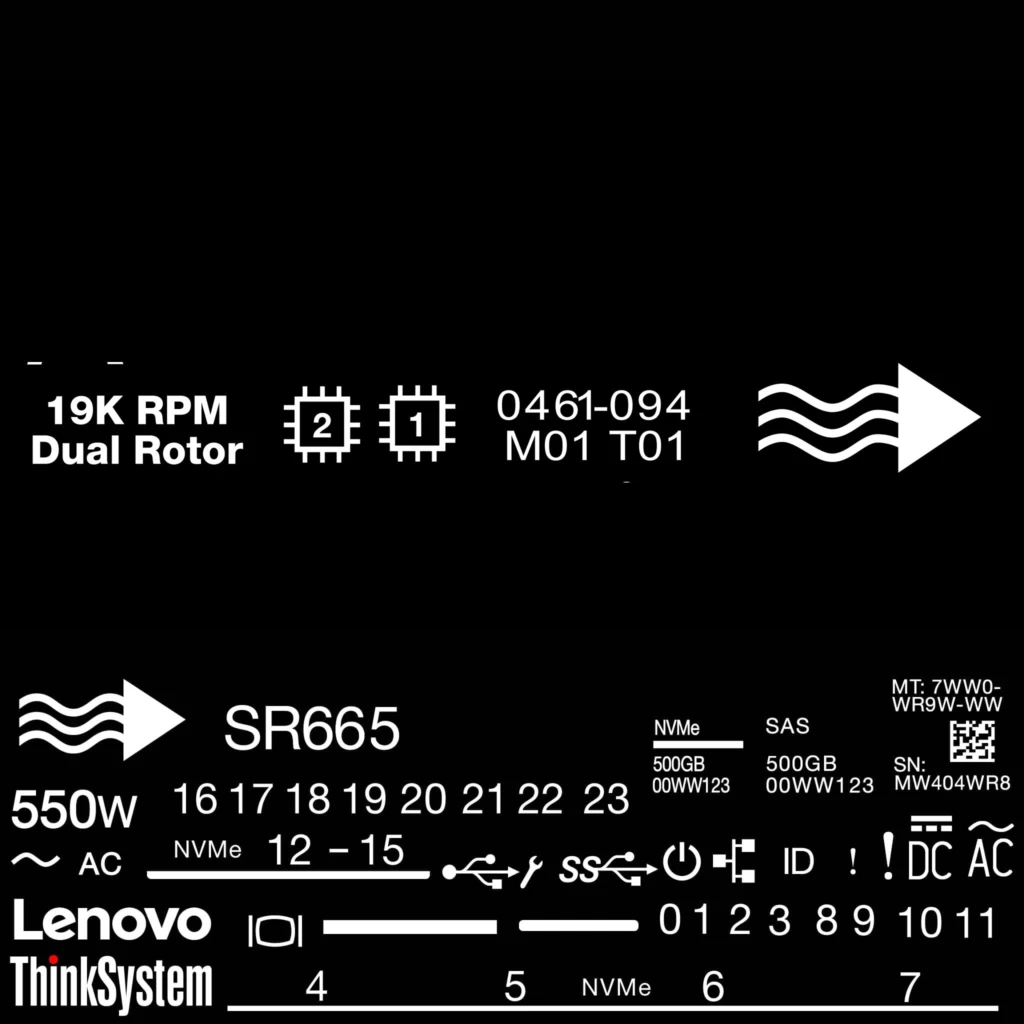 19K RPM
Dual Rotor
2
1
0461-094
M01 T01
SR665
NVMe
500GB
00WW123
SAS
500GB
00WW123
MT: 7WW0-
WR9W-WW
SN:
MW404WR8
550W
16 17 18 19 20 21 22 23
AC
NVMe 12 – 15
SS
ID
!
!
DC
AC
Lenovo
0 1 2 3 8 9 10 11
ThinkSystem
4 5 NVMe 6 7